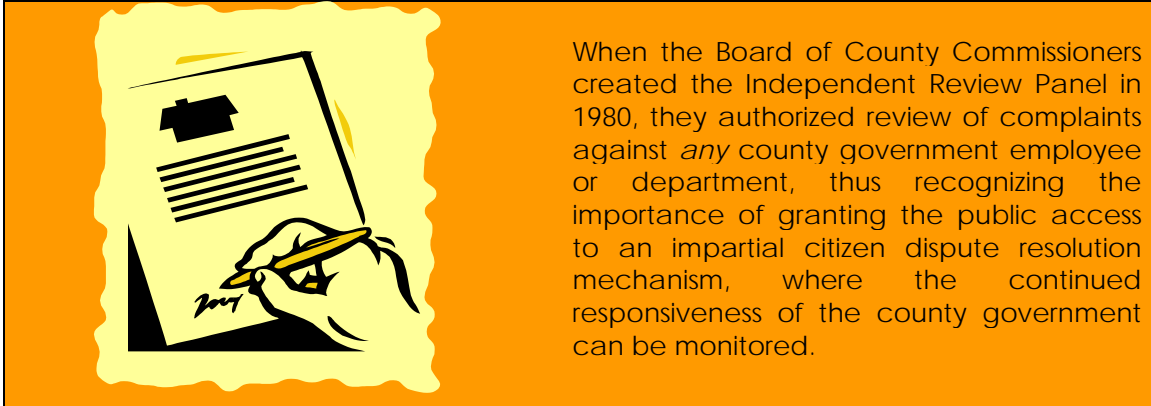 When the Board of County Commissioners
created the Independent Review Panel in
1980, they authorized review of complaints
against any county government employee
or department, thus recognizing the
importance of granting the public access
to an impartial citizen dispute resolution
mechanism, where the continued
responsiveness of the county government
can be monitored.